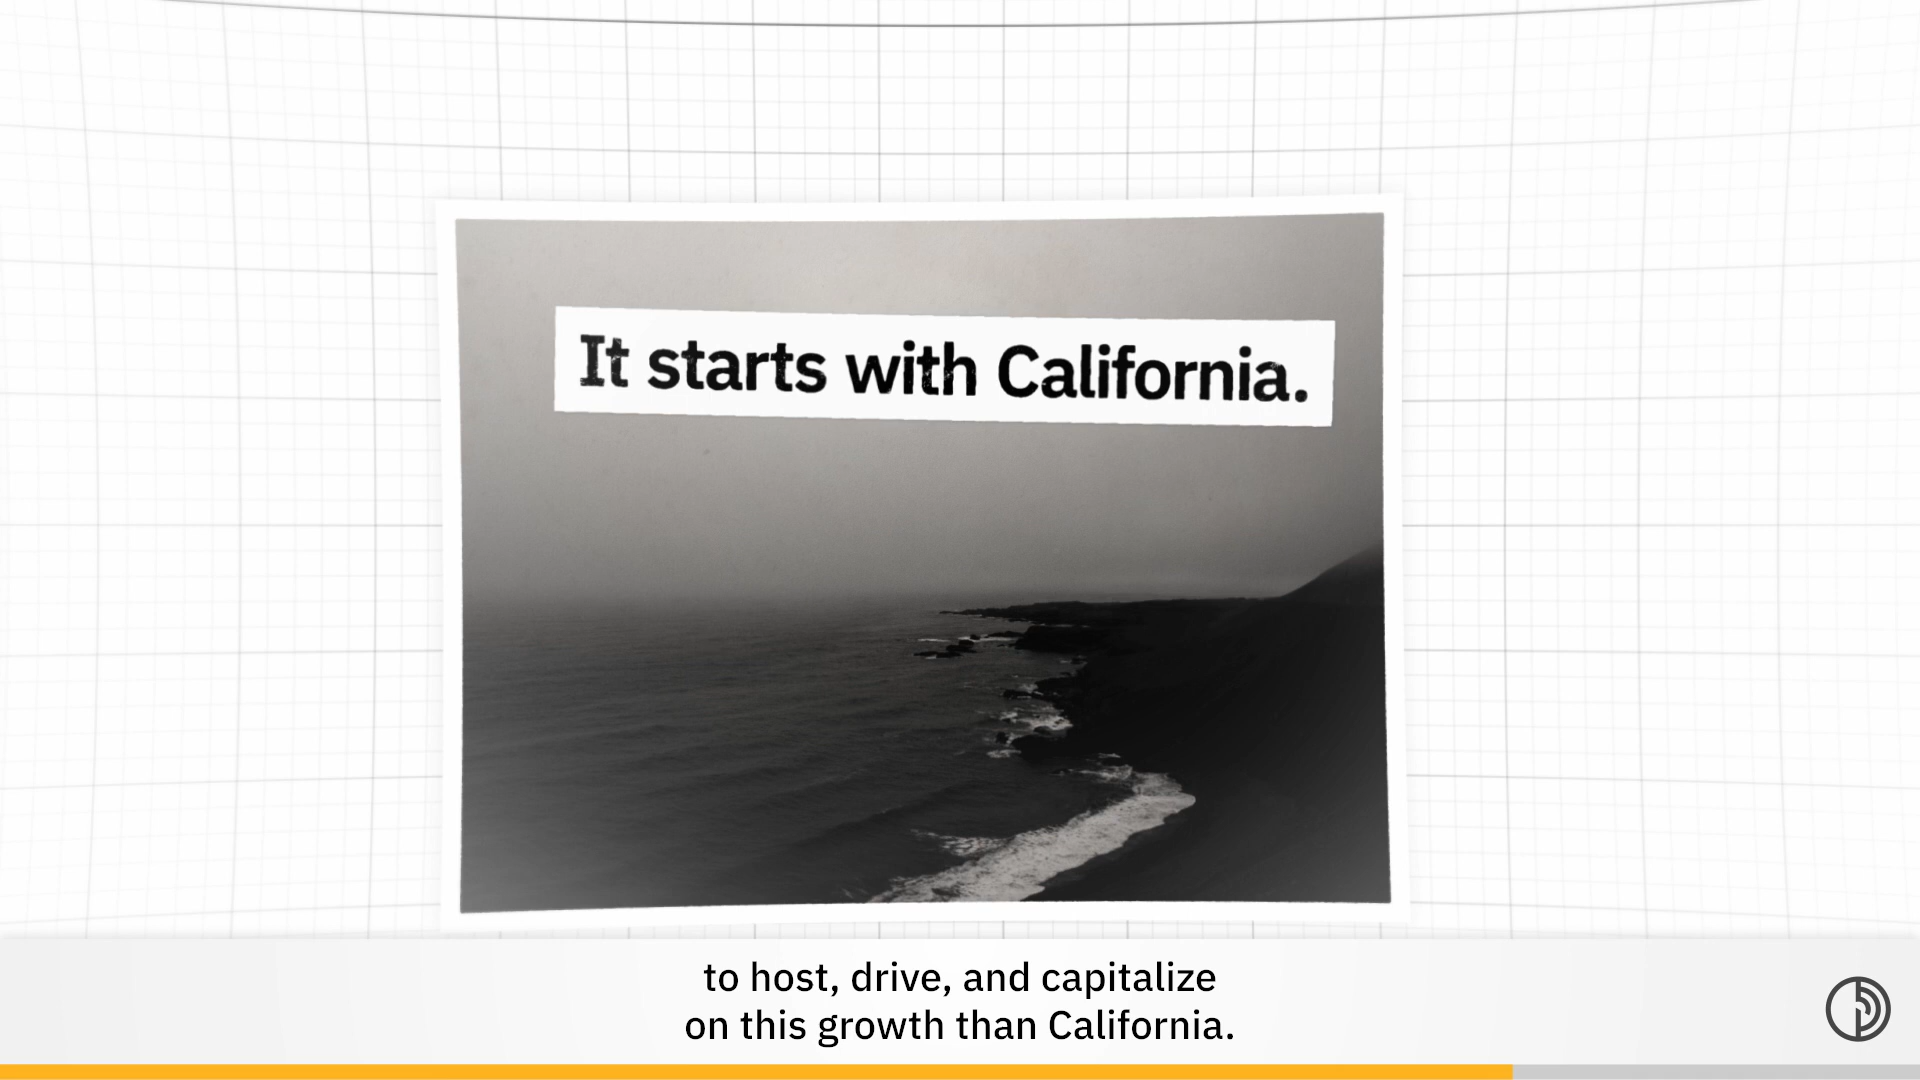 It starts with California.
to host, drive, and capitalize
on this growth than California.